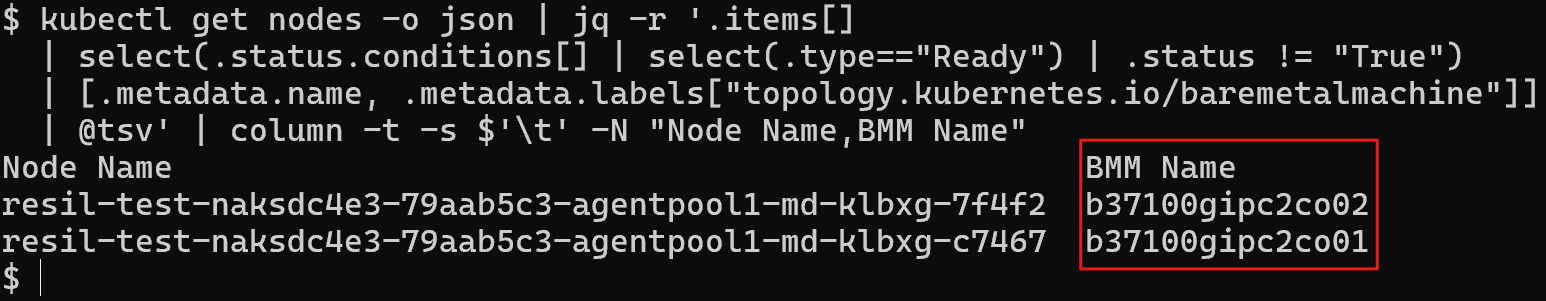 $ kubectl get nodes -o json | jq -r '.items[]
  | select(.status.conditions[] | select(.type=="Ready") | .status != "True")
  | [.metadata.name, .metadata.labels["topology.kubernetes.io/baremetalmachine"]]
  | @tsv' | column -t -s $'\t' -N "Node Name,BMM Name"
Node Name                                              BMM Name
resil-test-naksdc4e3-79aab5c3-agentpool1-md-klbxg-7f4f2  b37100gipc2co02
resil-test-naksdc4e3-79aab5c3-agentpool1-md-klbxg-c7467  b37100gipc2co01
$